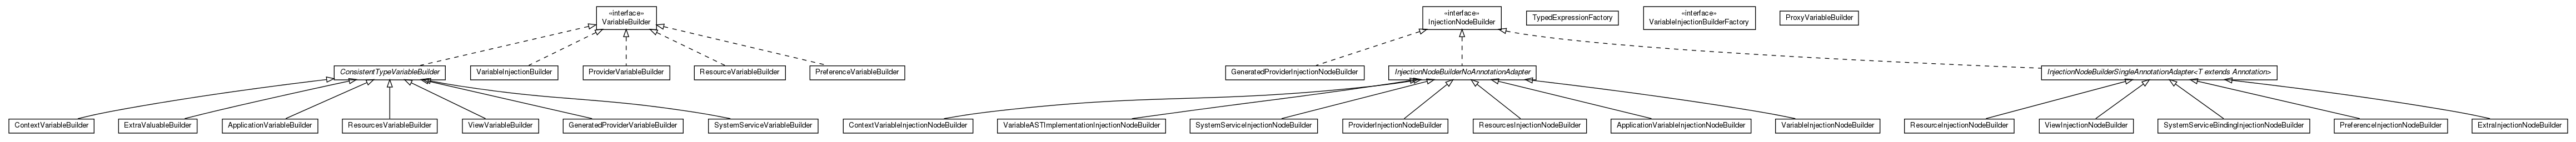 «interface»
VariableBuilder
«interface»
InjectionNodeBuilder
TypedExpressionFactory
«interface»
VariableInjectionBuilderFactory
ProxyVariableBuilder
ConsistentTypeVariableBuilder
VariableInjectionBuilder
ProviderVariableBuilder
ResourceVariableBuilder
PreferenceVariableBuilder
GeneratedProviderInjectionNodeBuilder
InjectionNodeBuilderNoAnnotationAdapter
InjectionNodeBuilderSingleAnnotationAdapter<T extends Annotation>
ContextVariableBuilder
ExtraValuableBuilder
ApplicationVariableBuilder
ResourcesVariableBuilder
ViewVariableBuilder
GeneratedProviderVariableBuilder
SystemServiceVariableBuilder
ContextVariableInjectionNodeBuilder
VariableASTImplementationInjectionNodeBuilder
SystemServiceInjectionNodeBuilder
ProviderInjectionNodeBuilder
ResourcesInjectionNodeBuilder
ApplicationVariableInjectionNodeBuilder
VariableInjectionNodeBuilder
ResourceInjectionNodeBuilder
ViewInjectionNodeBuilder
SystemServiceBindingInjectionNodeBuilder
PreferenceInjectionNodeBuilder
ExtraInjectionNodeBuilder